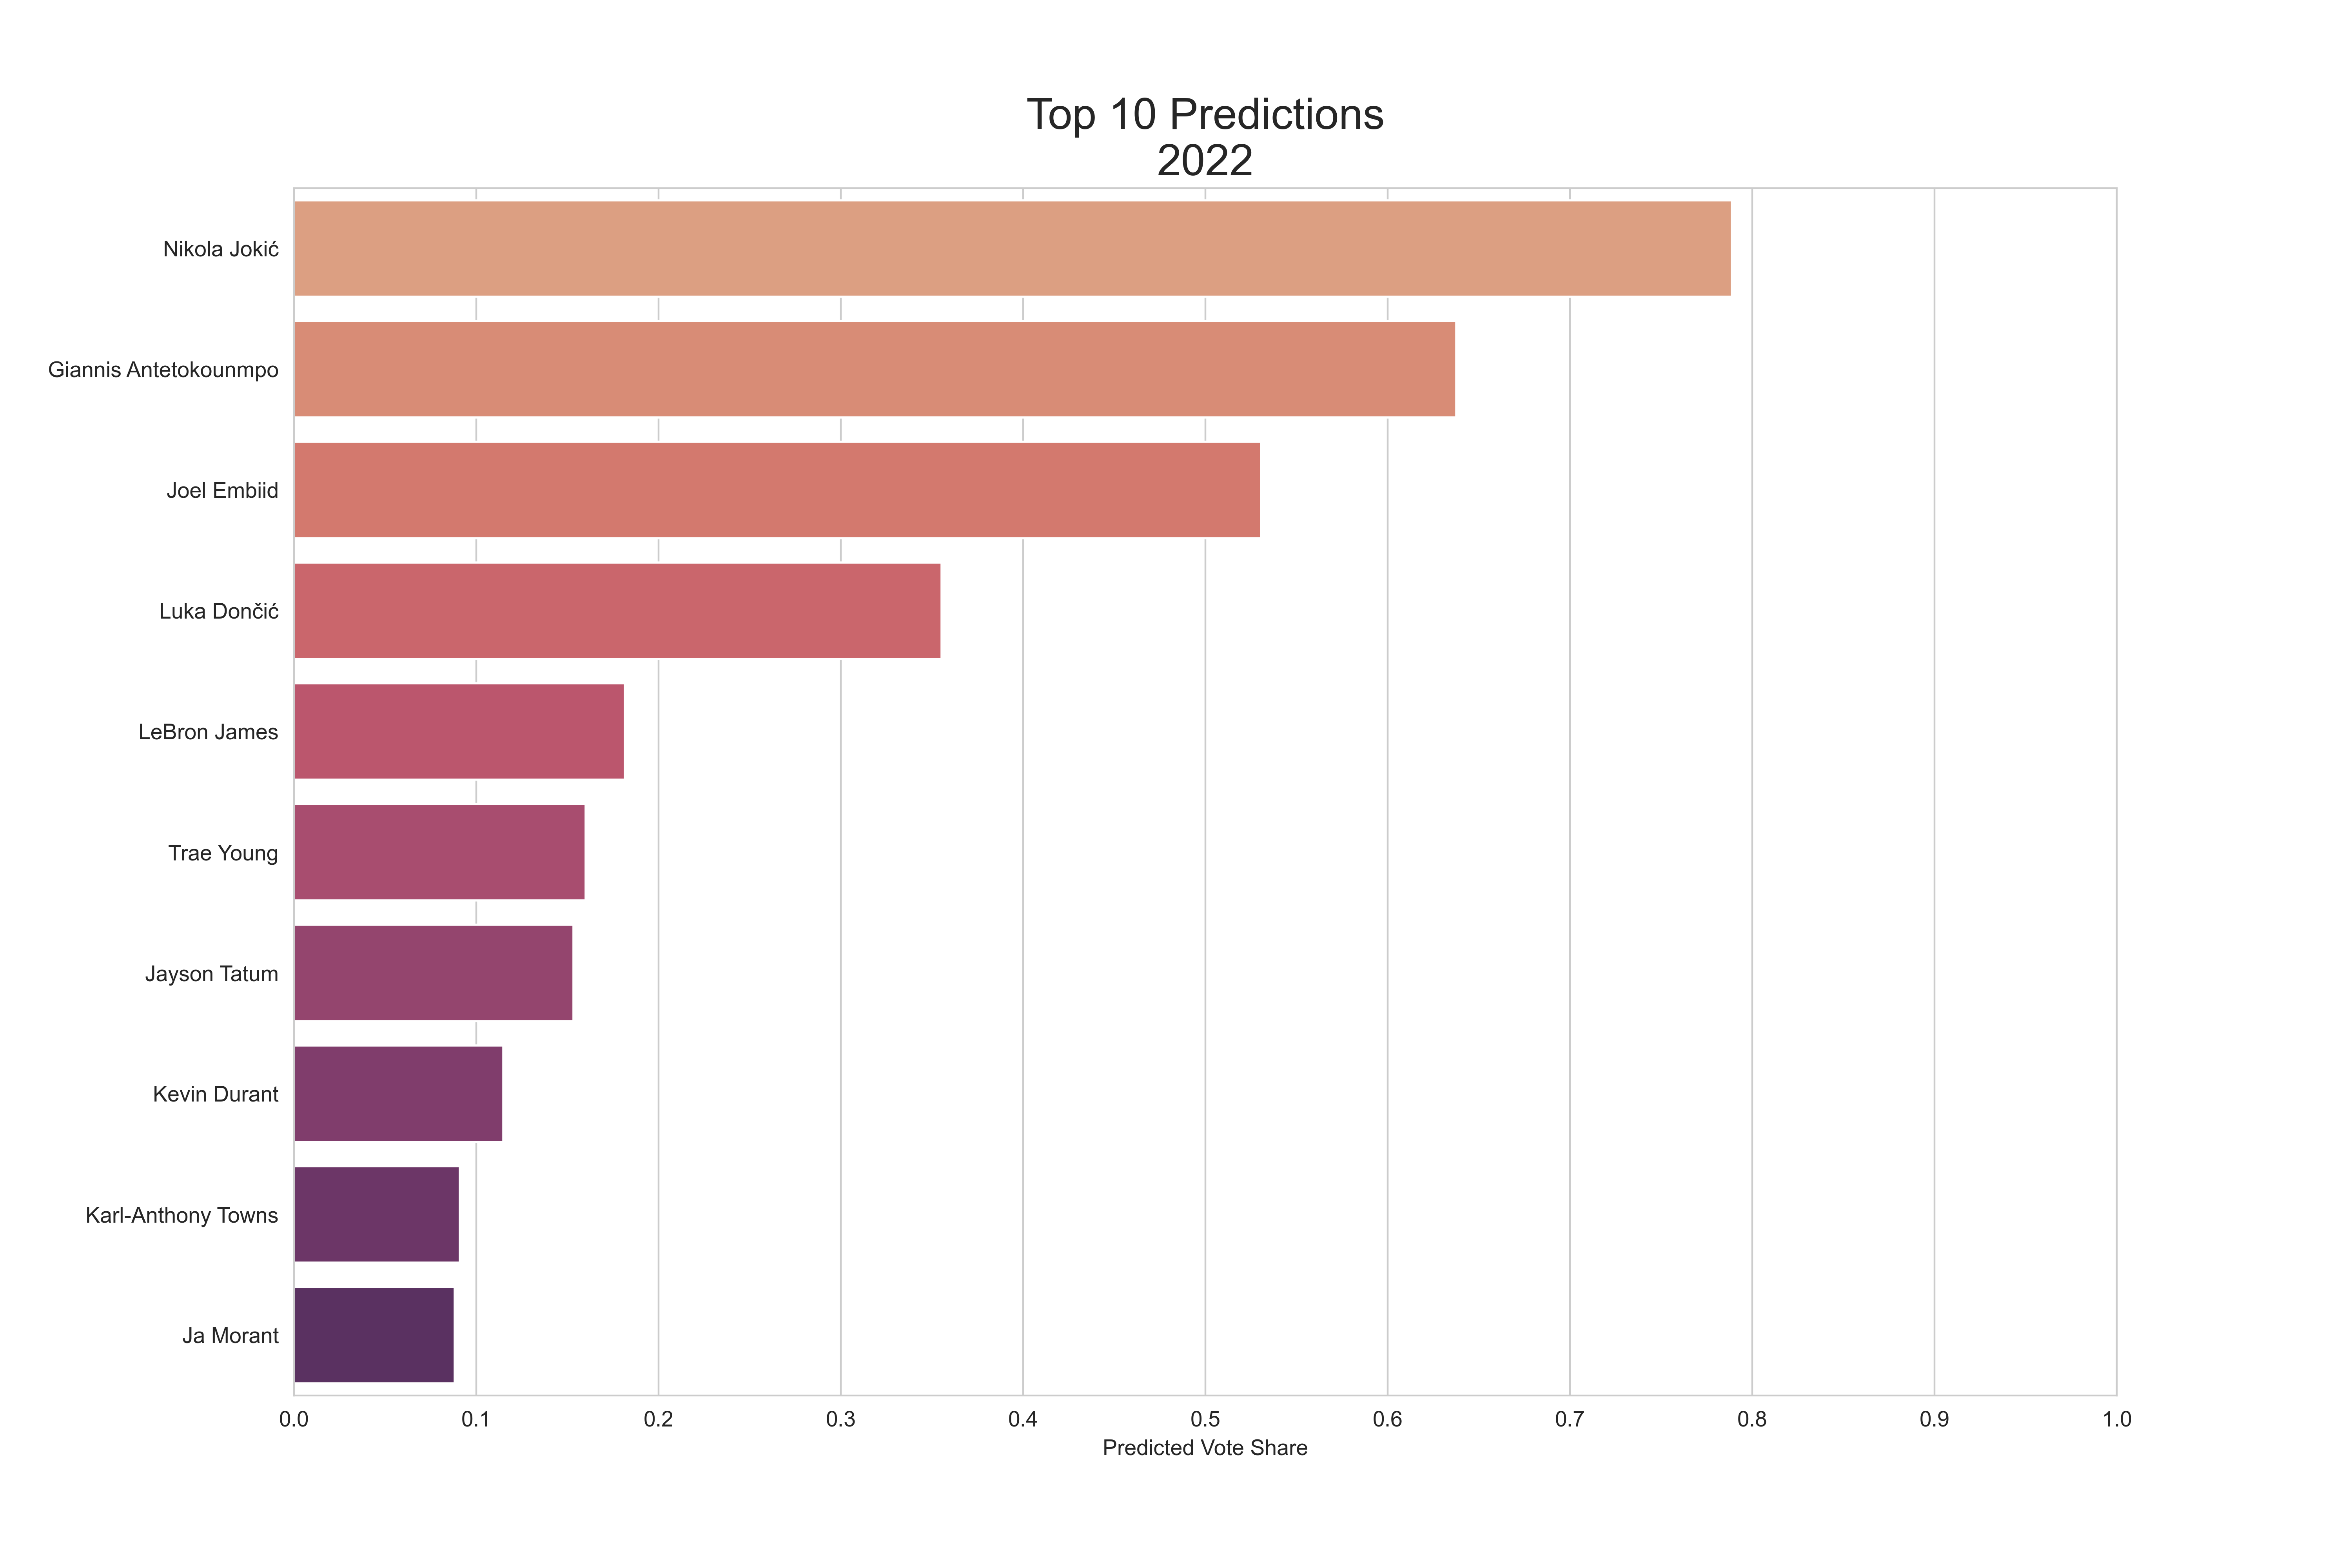 Top 10 Predictions
2022
Nikola Jokić
Giannis Antetokounmpo
Joel Embiid
Luka Dončić
LeBron James
Trae Young
Jayson Tatum
Kevin Durant
Karl-Anthony Towns
Ja Morant
0.0 0.1 0.2 0.3 0.4 0.5 0.6 0.7 0.8 0.9 1.0
Predicted Vote Share